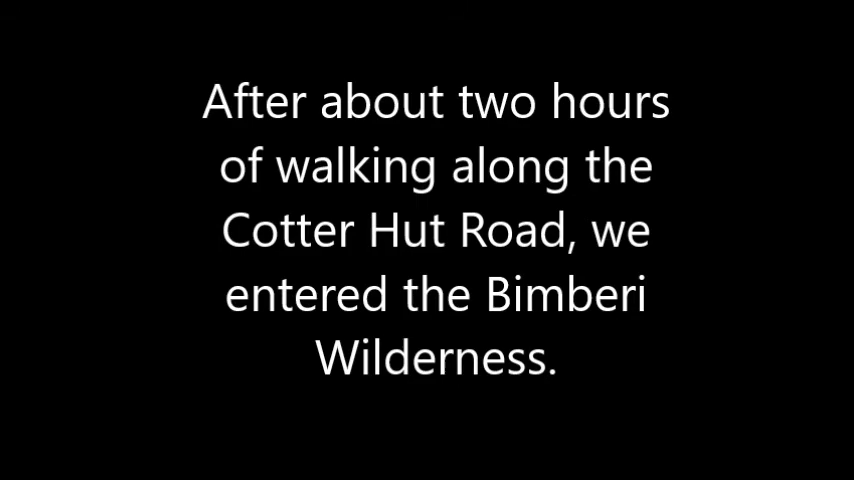 After about two hours
of walking along the
Cotter Hut Road, we
entered the Bimberi
Wilderness.